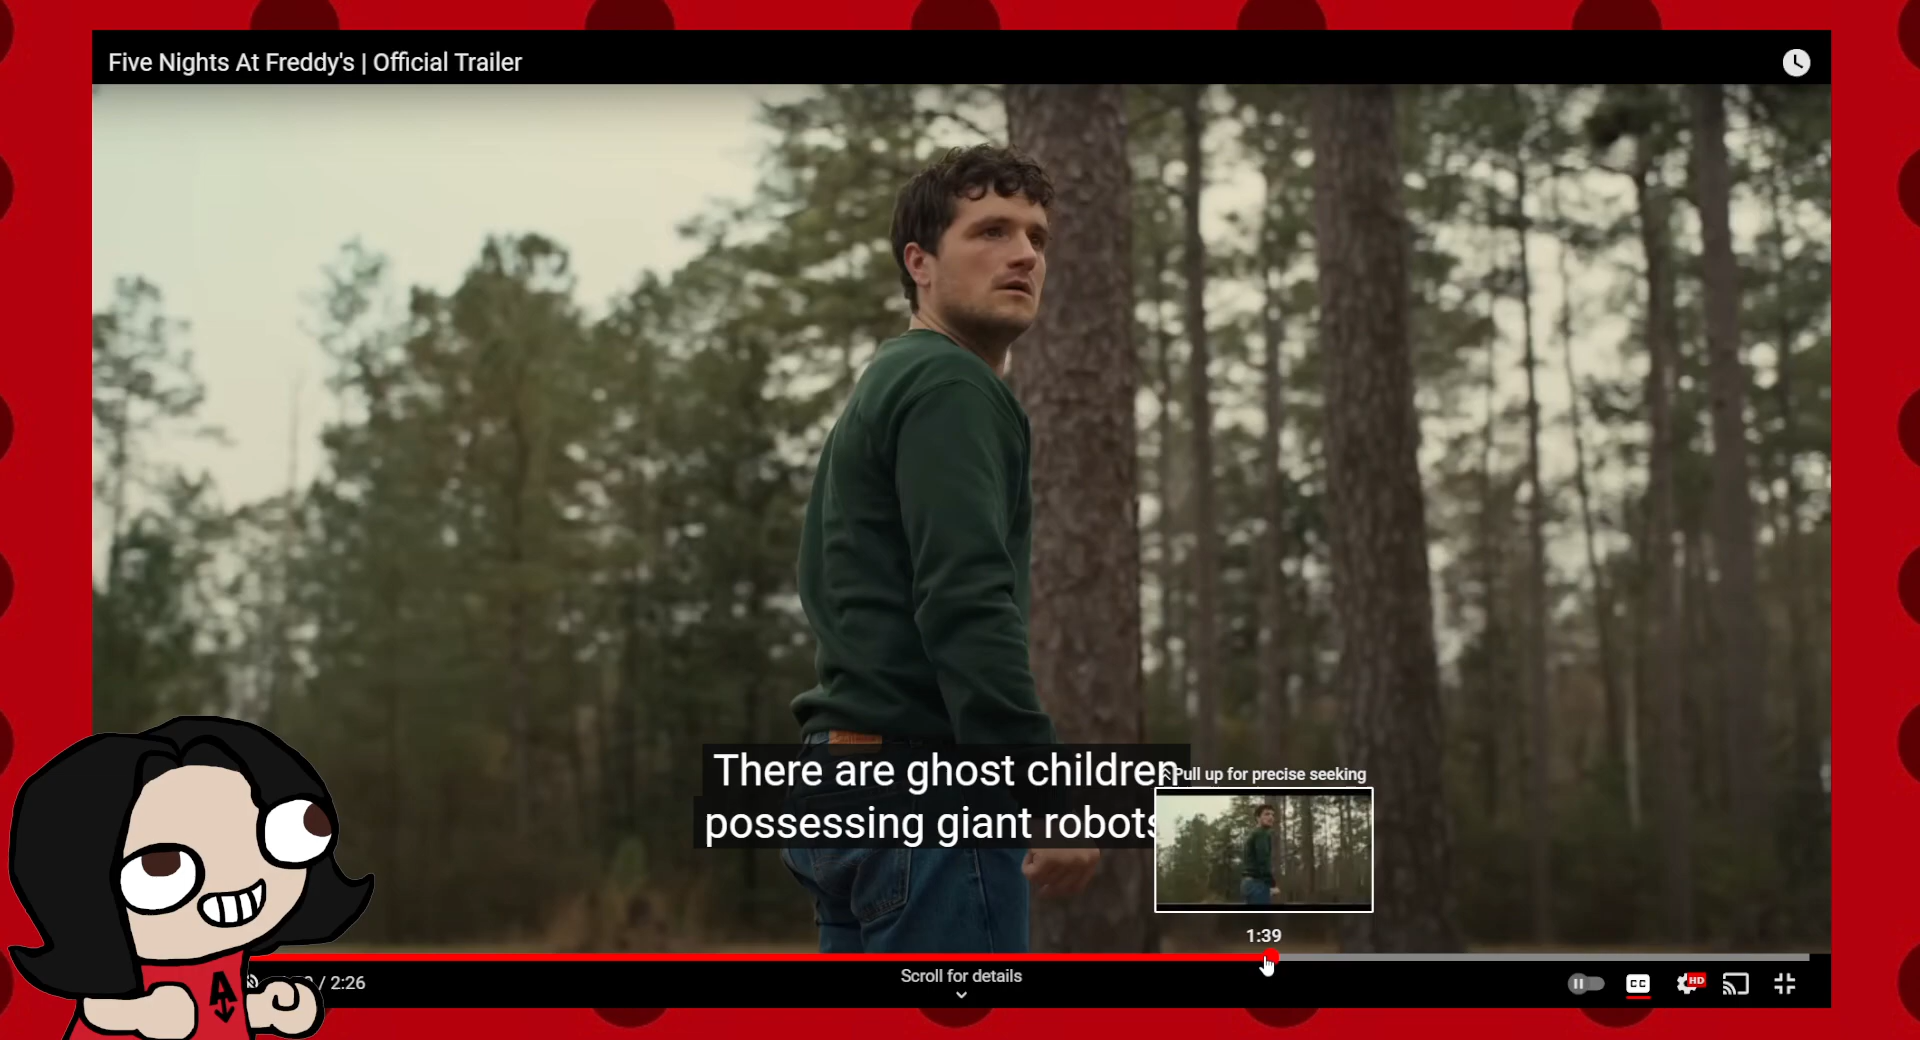 Five Nights At Freddy's | Official Trailer
There are ghost children
possessing giant robots
Pull up for precise seeking
1:39
/ 2:26
Scroll for details
CC
HD
A